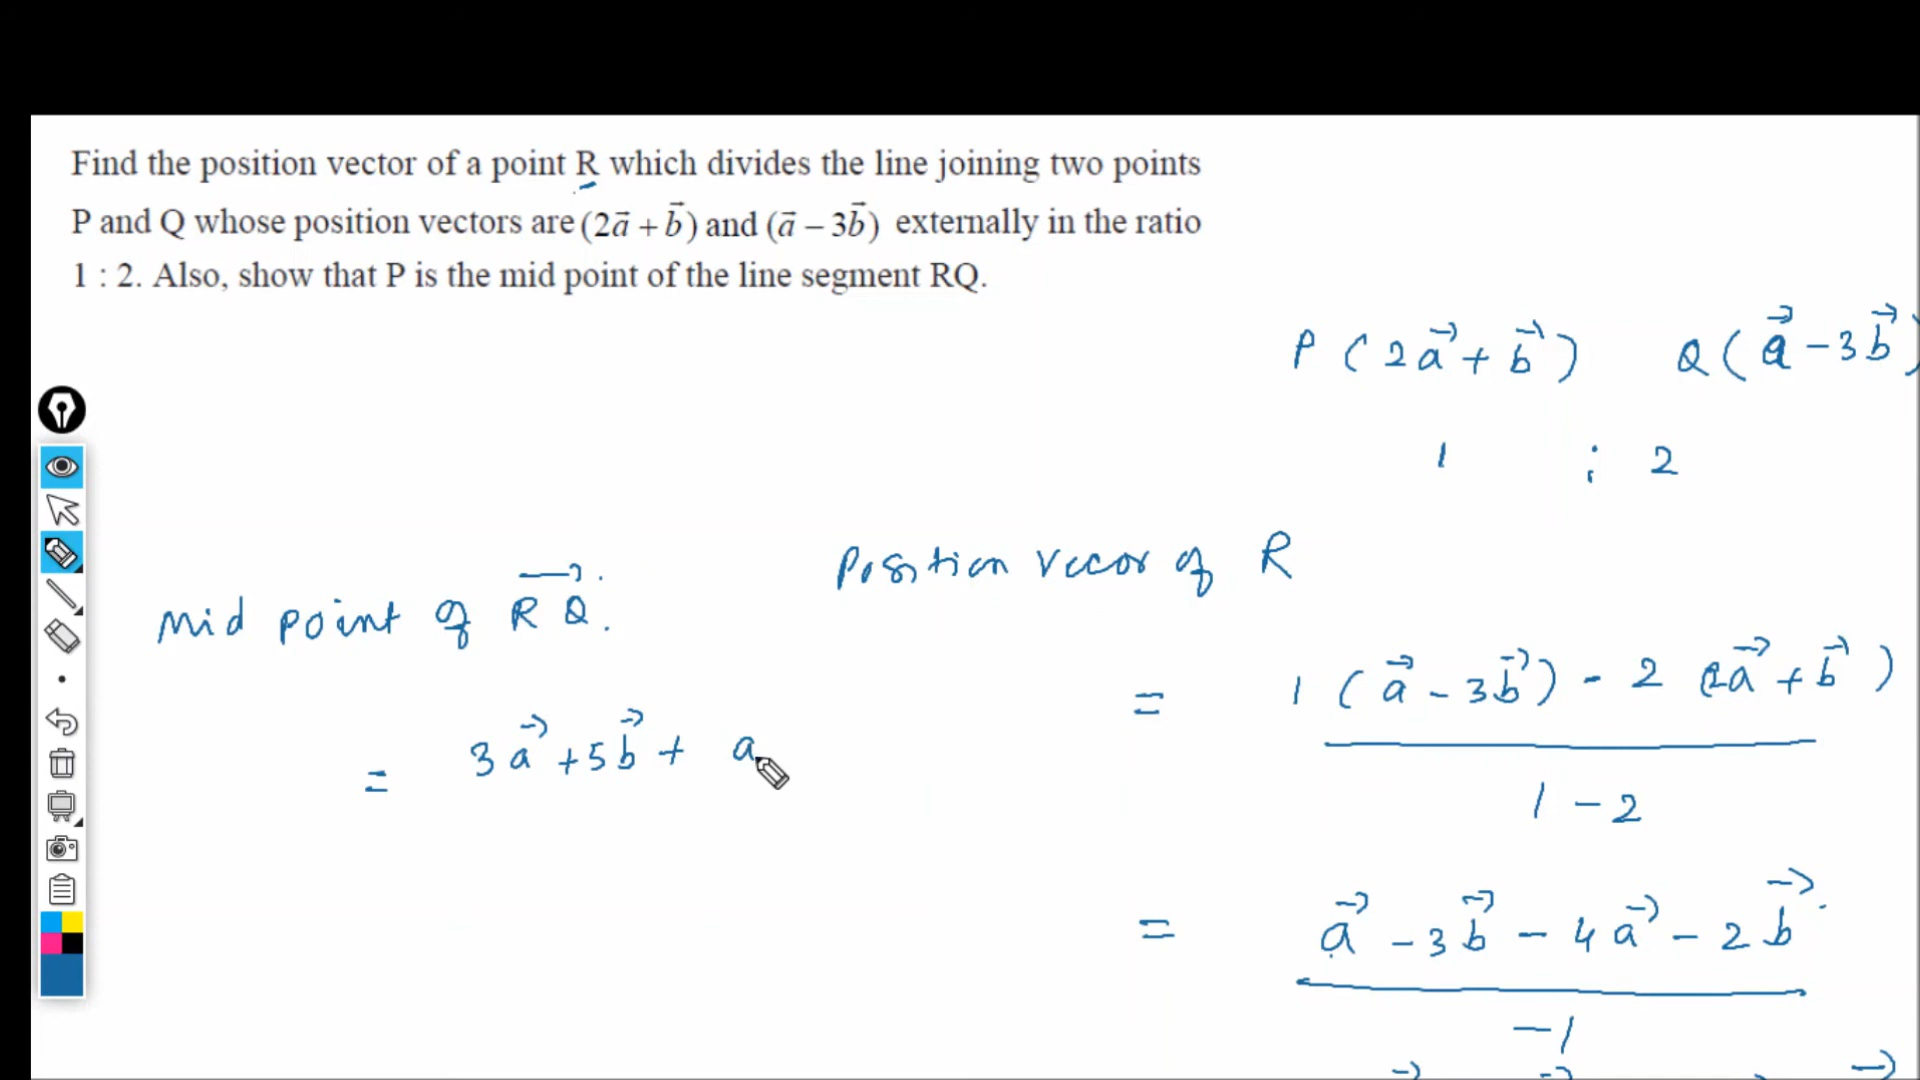 Find the position vector of a point R which divides the line joining two points
P and Q whose position vectors are (2a⃗ + b⃗) and (a⃗ – 3b⃗) externally in the ratio
1 : 2. Also, show that P is the mid point of the line segment RQ.
P ( 2a⃗ + b⃗ ) Q ( a⃗ – 3b⃗ )
1 : 2
Position vecor of R
= 1 ( a⃗ – 3b⃗ ) – 2 (2a⃗ + b⃗ )
1 – 2
= a⃗ – 3b⃗ – 4a⃗ – 2b⃗
–1
Mid point of RQ⃗.
= 3a⃗ + 5b⃗ + a